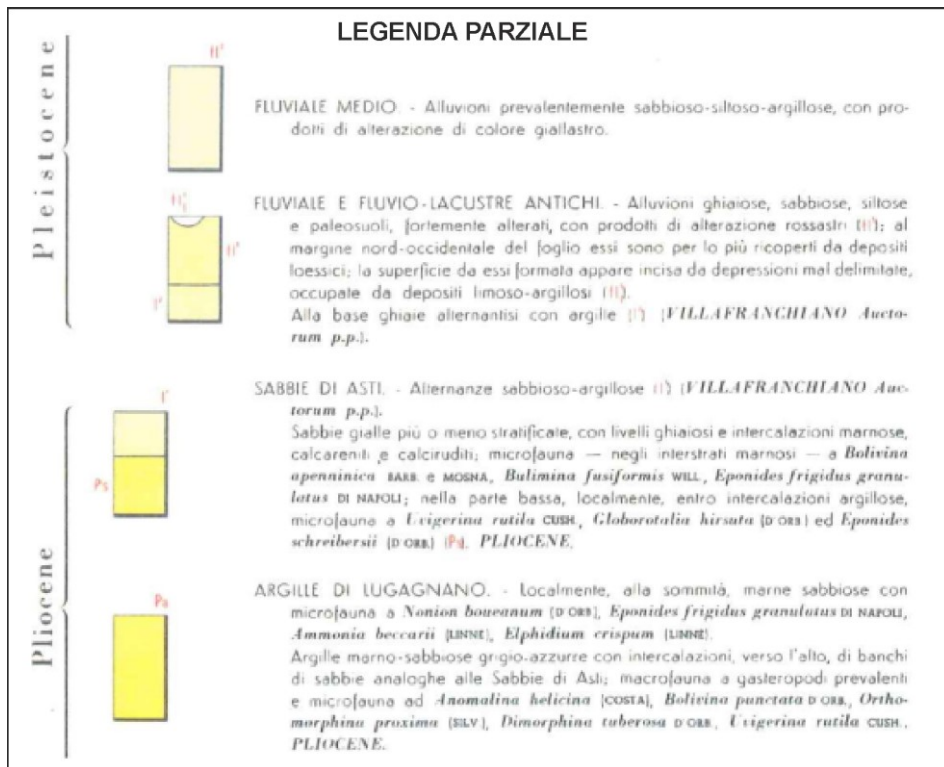 LEGENDA PARZIALE
Pleistocene
FLUVIALE MEDIO. - Alluvioni prevalentemente sabbioso-siltoso-argillose, con pro-
dotti di alterazione di colore giallastro.
FLUVIALE E FLUVIO-LACUSTRE ANTICHI. - Alluvioni ghiaiose, sabbiose, siltose
e paleosuoli, fortemente alterati, con prodotti di alterazione rossastri; al
margine nord-occidentale del foglio essi sono per lo più ricoperti da depositi
loessici; la superficie da essi formata appare incisa da depressioni mal delimitate,
occupate da depositi limoso-argillosi.
Alla base ghiaie alternantisi con argille (VILLAFRANCHIANO Aucto-
rum p.p.).
Pliocene
SABBIE DI ASTI. - Alternanze sabbioso-argillose (VILLAFRANCHIANO Auc-
torum p.p.).
Sabbie gialle più o meno stratificate, con livelli ghiaiosi e intercalazioni marnose,
calcareniti e calciruditi; microfauna — negli interstrati marnosi — a Bolivina
apenninica BARB. e MOSNA, Bulimina fusiformis WILL., Eponides frigidus granu-
latus DI NAPOLI; nella parte bassa, localmente, entro intercalazioni argillose,
microfauna a Uvigerina rutila CUSH., Globorotalia hirsuta (D'ORB.) ed Eponides
schreibersii (D'ORB.) (Ps). PLIOCENE.
Ps
Pa
ARGILLE DI LUGAGNANO. - Localmente, alla sommità, marne sabbiose con
microfauna a Nonion boueanum (D'ORB.), Eponides frigidus granulatus DI NAPOLI,
Ammonia beccarii (LINNÈ), Elphidium crispum (LINNÈ).
Argille marno-sabbiose grigio-azzurre con intercalazioni, verso l'alto, di banchi
di sabbie analoghe alle Sabbie di Asti; macrofauna a gasteropodi prevalenti
e microfauna ad Anomalina helicina (COSTA), Bolivina punctata D'ORB., Ortho-
morphina proxima (SILV.), Dimorphina tuberosa D'ORB., Uvigerina rutila CUSH.,
PLIOCENE.